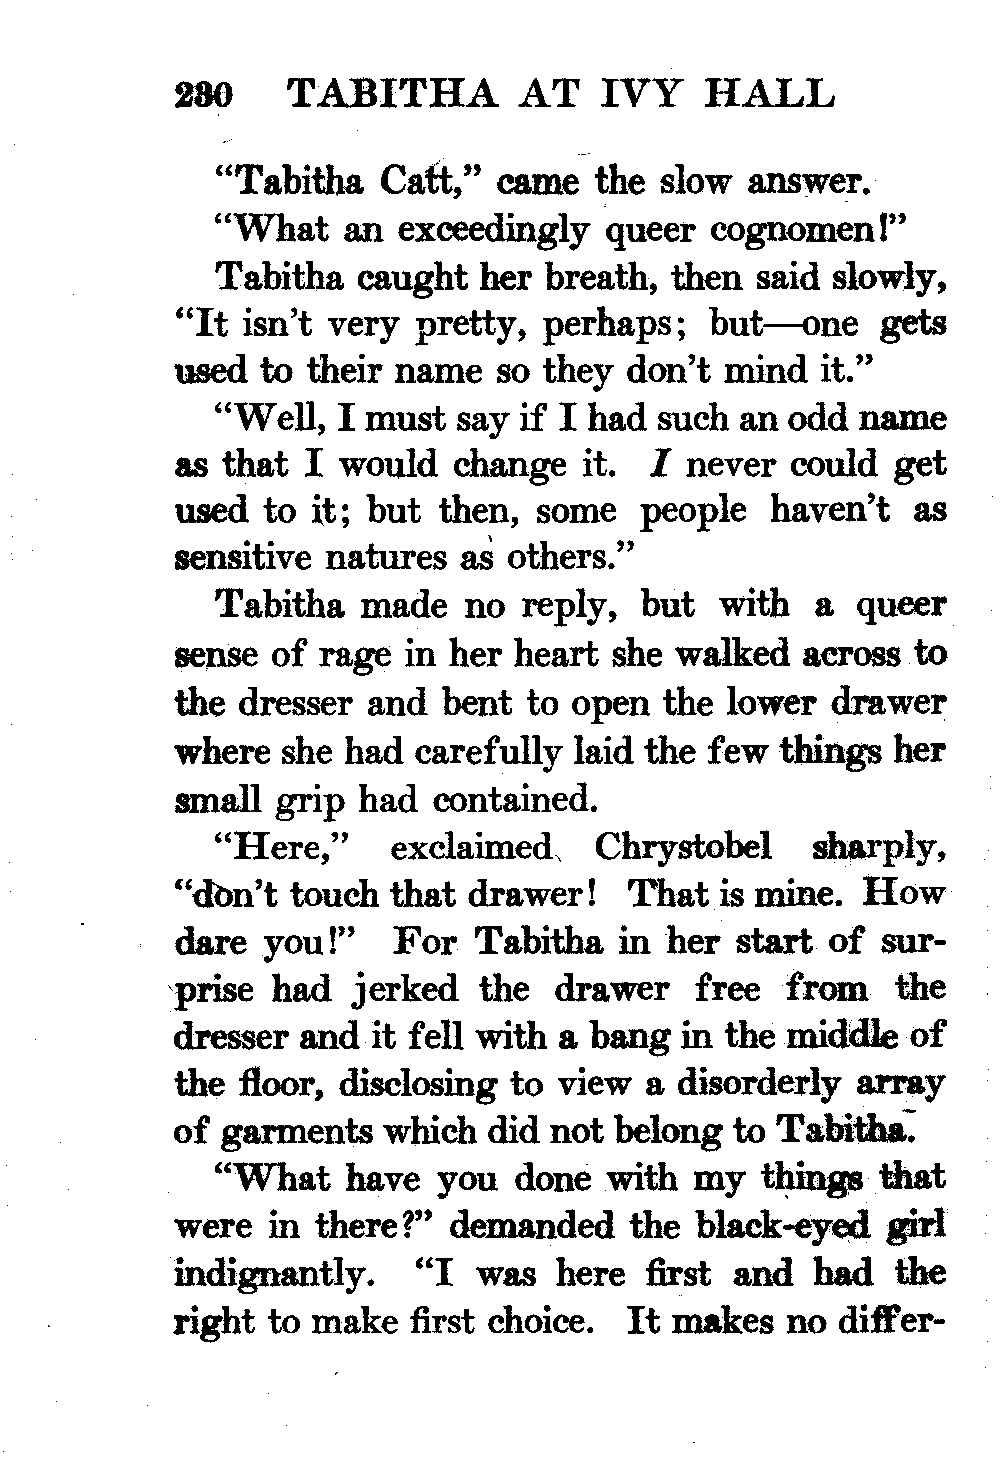 230 TABITHA AT IVY HALL
“Tabitha Catt,” came the slow answer.
“What an exceedingly queer cognomen!”
Tabitha caught her breath, then said slowly,
“It isn’t very pretty, perhaps; but—one gets
used to their name so they don’t mind it.”
“Well, I must say if I had such an odd name
as that I would change it. I never could get
used to it; but then, some people haven’t as
sensitive natures as others.”
Tabitha made no reply, but with a queer
sense of rage in her heart she walked across to
the dresser and bent to open the lower drawer
where she had carefully laid the few things her
small grip had contained.
“Here,” exclaimed Chrystobel sharply,
“don’t touch that drawer! That is mine. How
dare you!” For Tabitha in her start of sur-
prise had jerked the drawer free from the
dresser and it fell with a bang in the middle of
the floor, disclosing to view a disorderly array
of garments which did not belong to Tabitha.
“What have you done with my things that
were in there?” demanded the black-eyed girl
indignantly. “I was here first and had the
right to make first choice. It makes no differ-